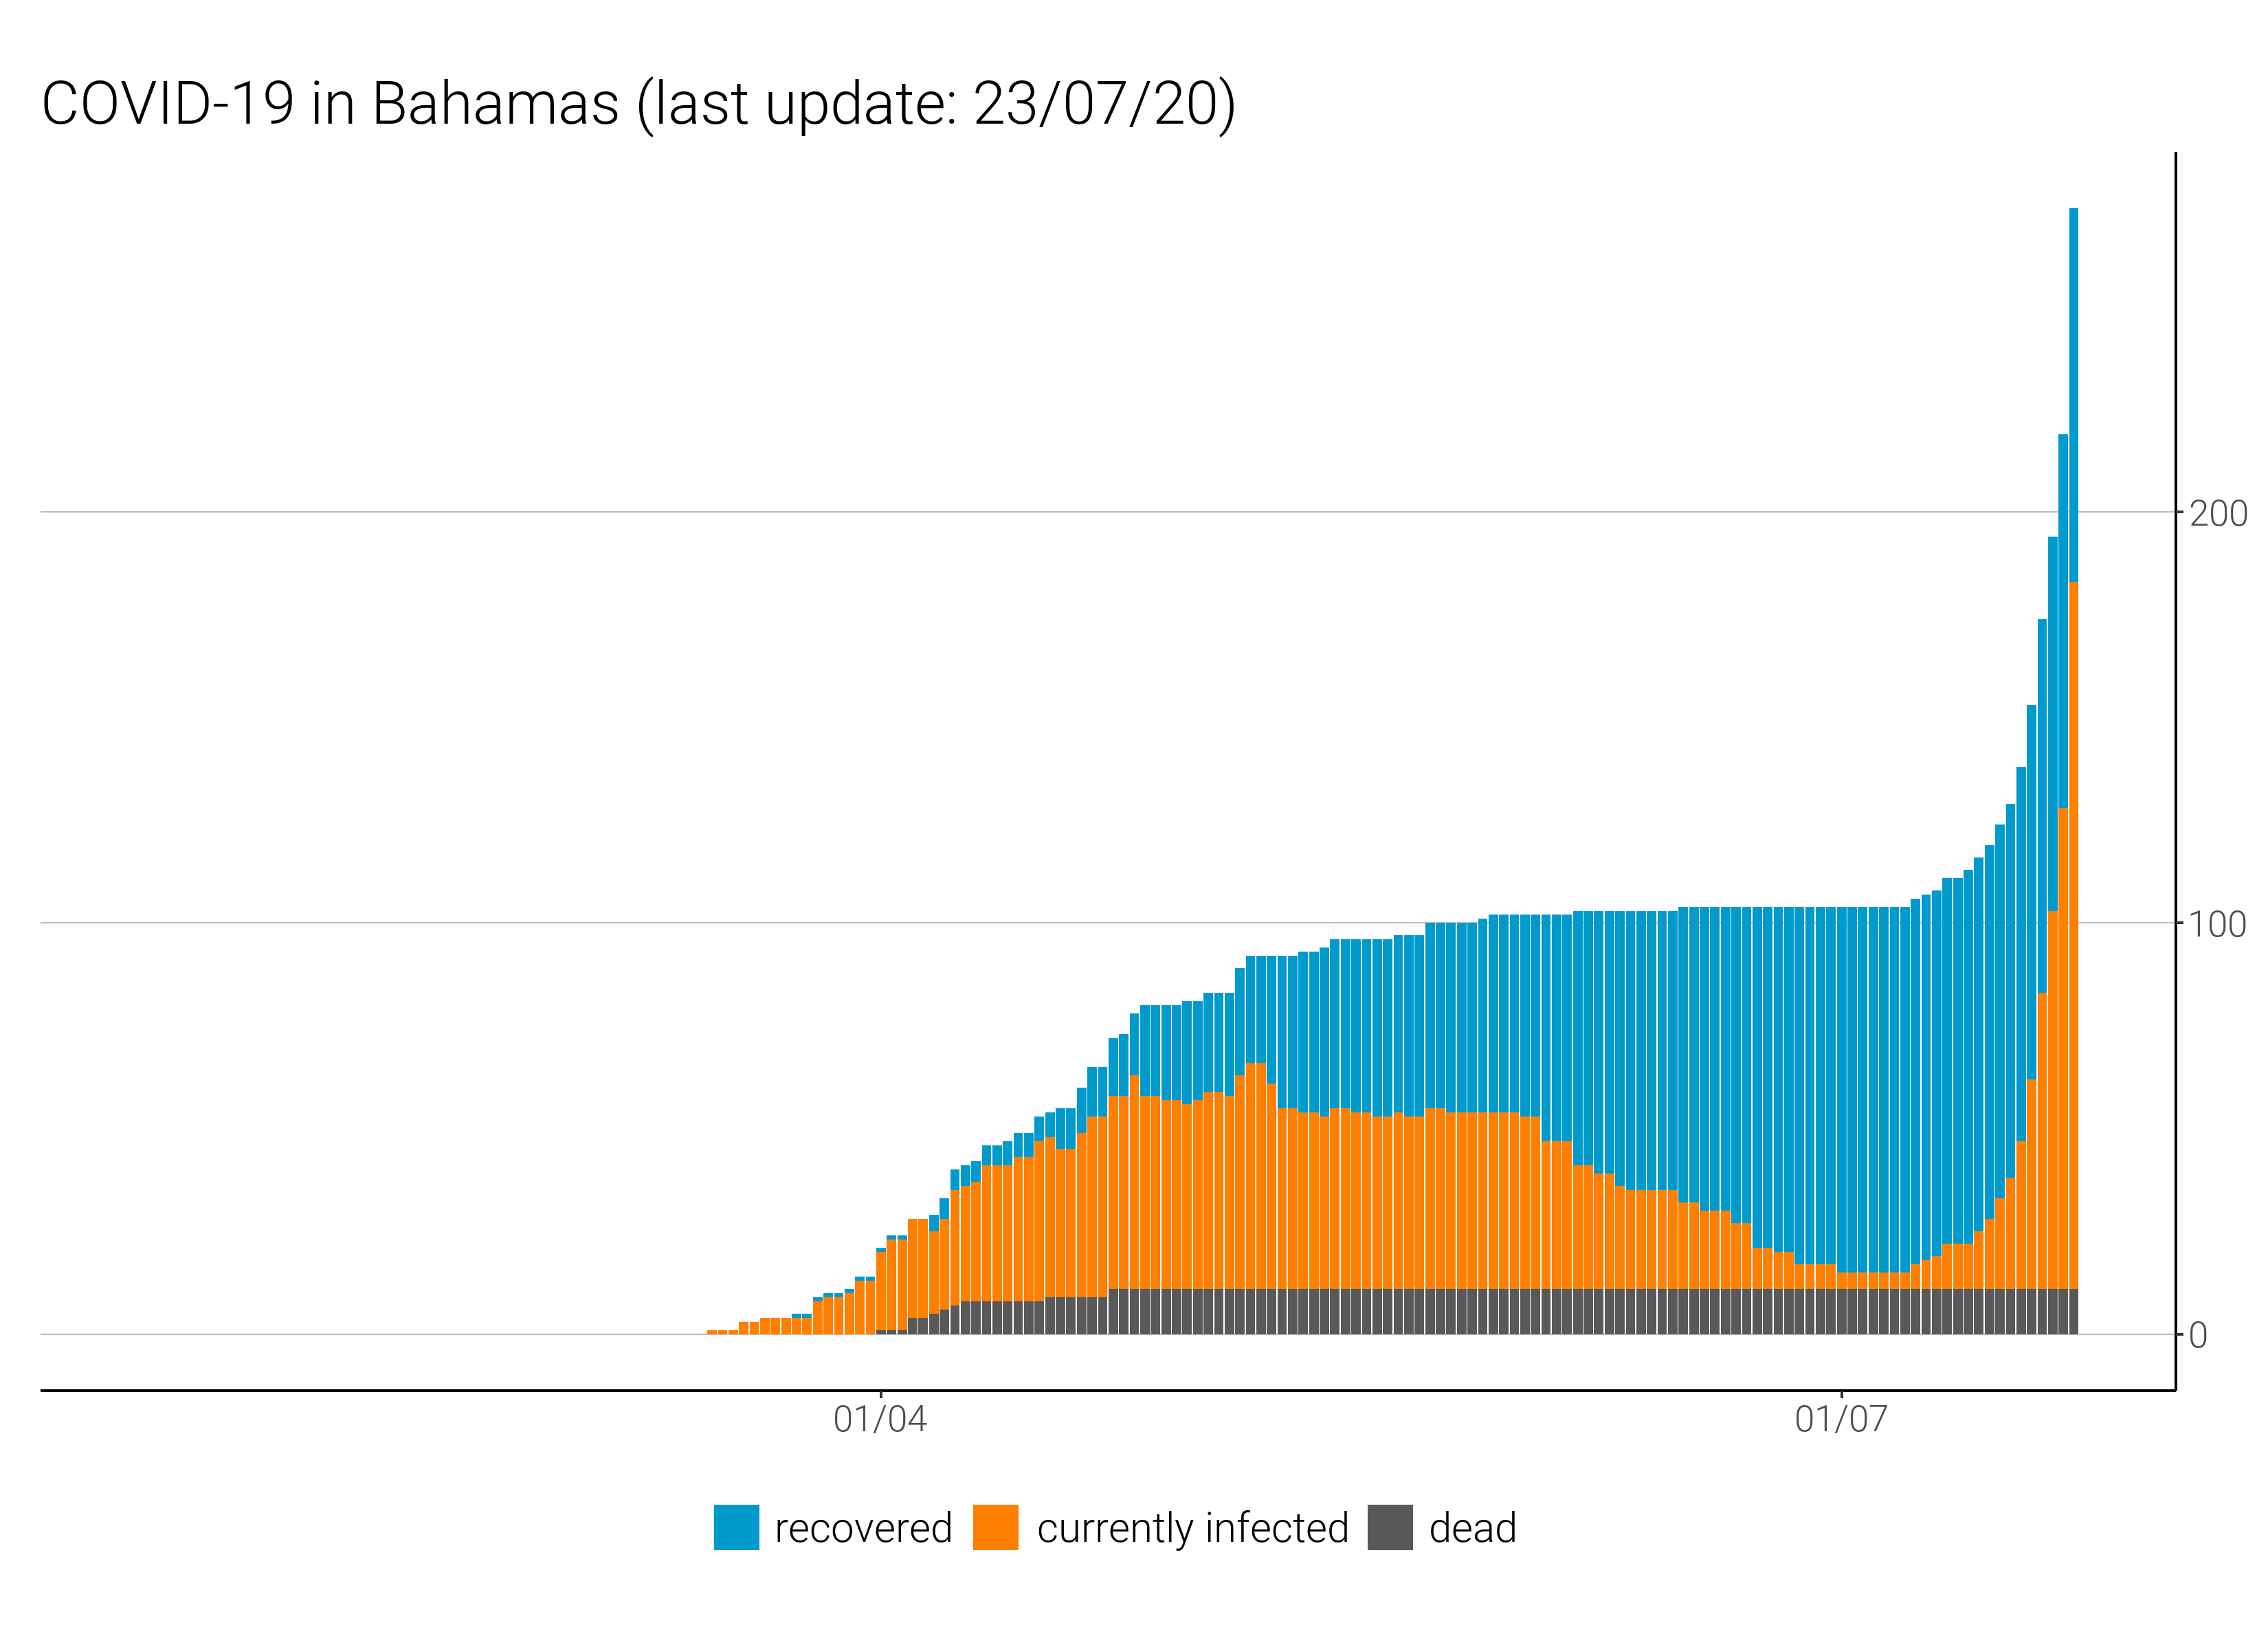 COVID-19 in Bahamas (last update: 23/07/20)
200
100
0
01/04 01/07
recovered currently infected dead